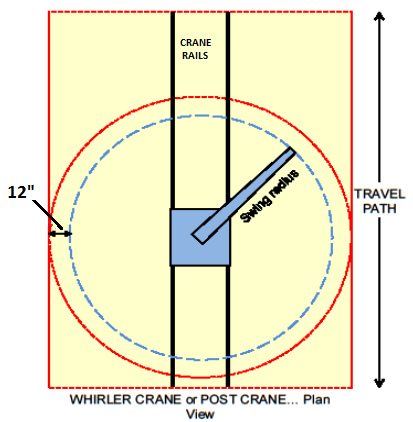 CRANE
RAILS
12"
Swing radius
TRAVEL
PATH
WHIRLER CRANE or POST CRANE... Plan
View